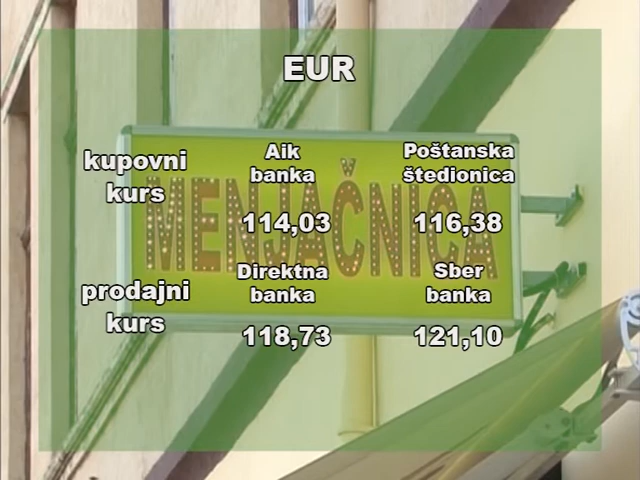 EUR
kupovni
kurs
Aik
banka
114,03
Poštanska
štedionica
116,38
MENJAČNICA
prodajni
kurs
Direktna
banka
118,73
Sber
banka
121,10